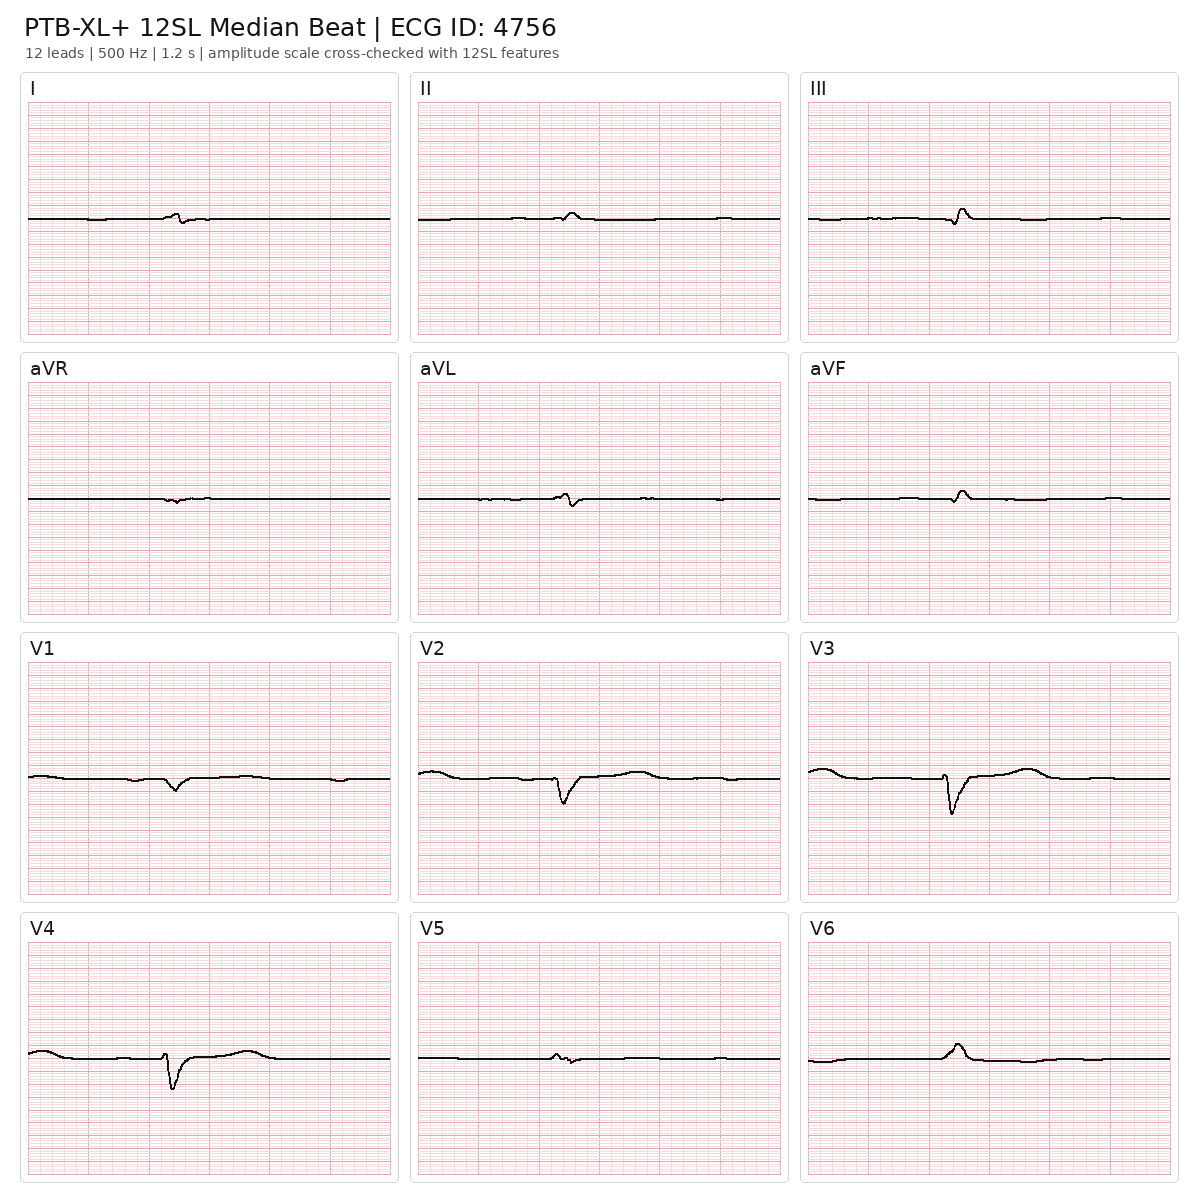 PTB-XL+ 12SL Median Beat | ECG ID: 4756
12 leads | 500 Hz | 1.2 s | amplitude scale cross-checked with 12SL features
I
II
III
aVR
aVL
aVF
V1
V2
V3
V4
V5
V6